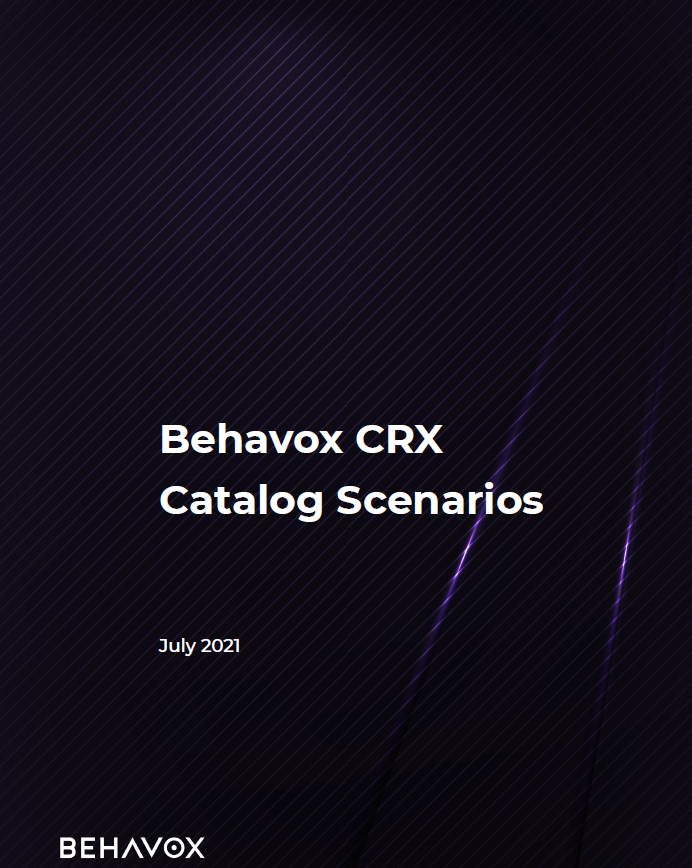 Behavox CRX
Catalog Scenarios
July 2021
BEHAVOX